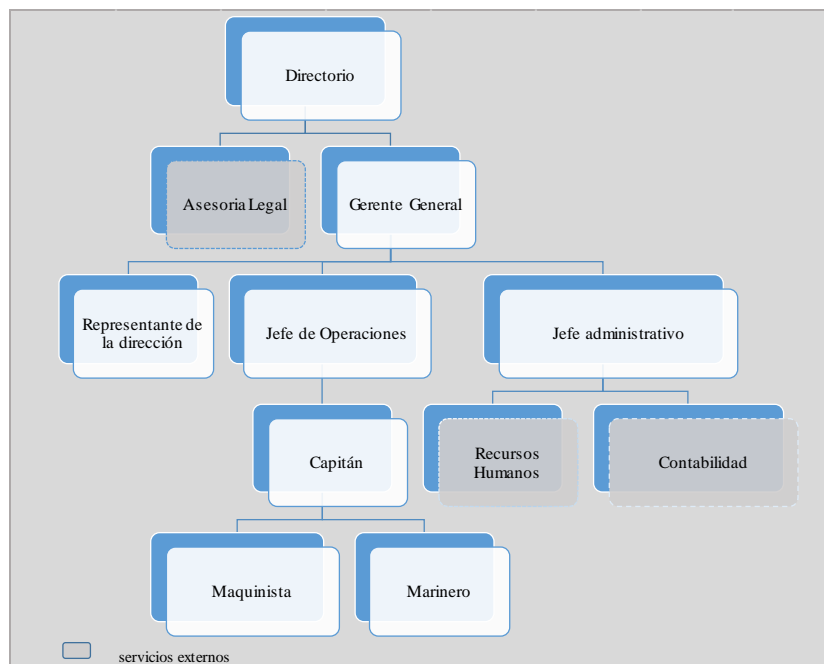 Directorio
Asesoria Legal
Gerente General
Representante de
la dirección
Jefe de Operaciones
Jefe administrativo
Capitán
Recursos
Humanos
Contabilidad
Maquinista
Marinero
servicios externos